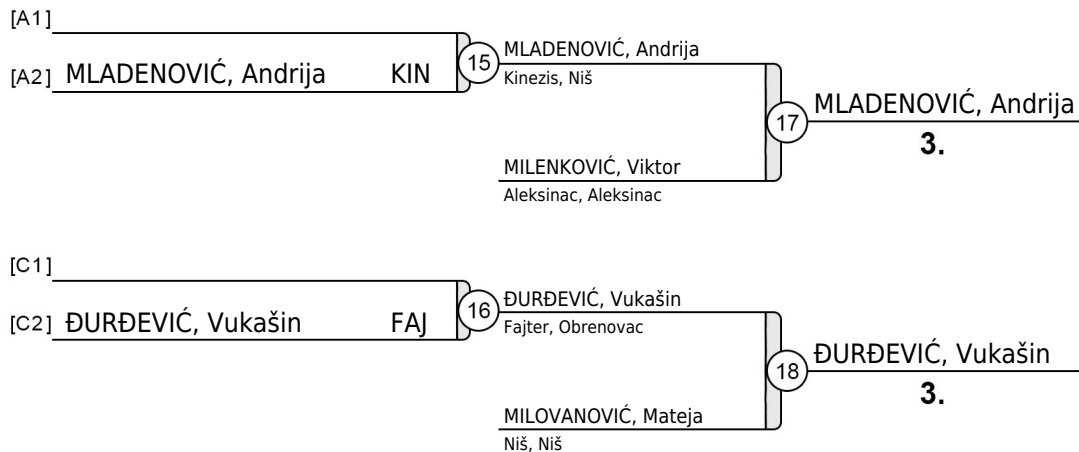 [A1]
[A2] MLADENOVIĆ, Andrija KIN
15
MLADENOVIĆ, Andrija
Kinezis, Niš
17
MLADENOVIĆ, Andrija
3.
MILENKOVIĆ, Viktor
Aleksinac, Aleksinac
[C1]
[C2] ĐURĐEVIĆ, Vukašin FAJ
16
ĐURĐEVIĆ, Vukašin
Fajter, Obrenovac
18
ĐURĐEVIĆ, Vukašin
3.
MILOVANOVIĆ, Mateja
Niš, Niš